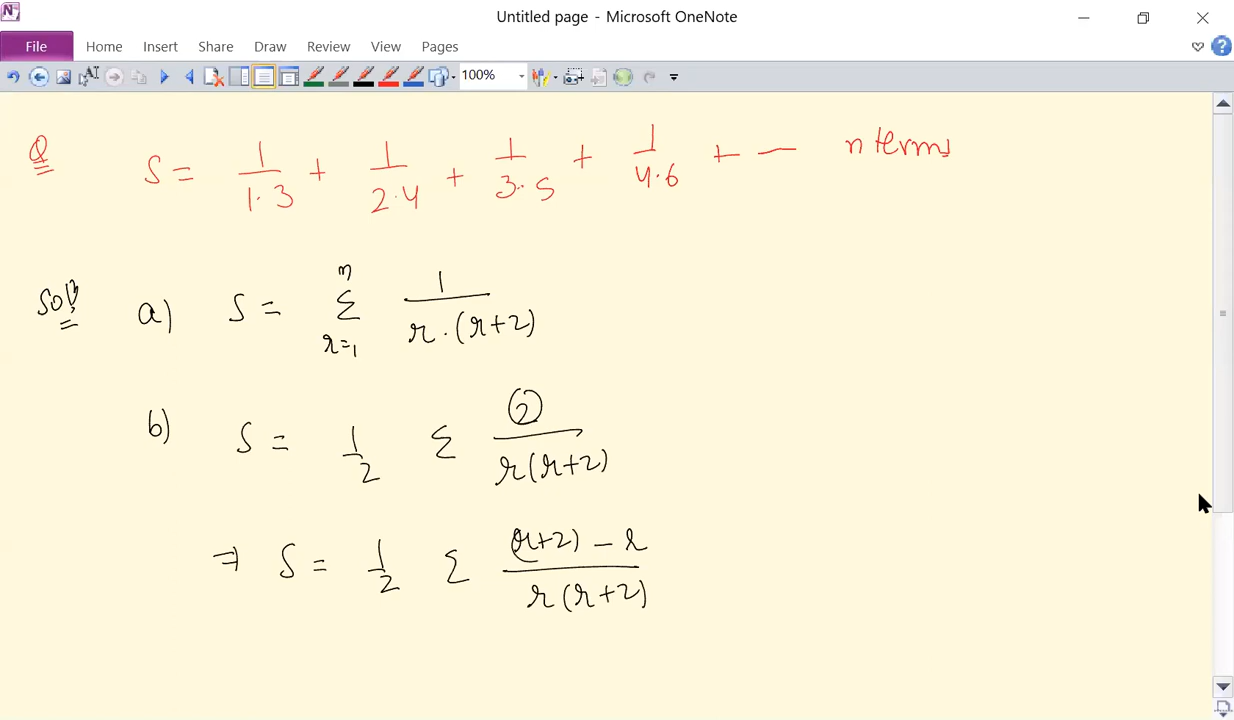 Untitled page - Microsoft OneNote
File Home Insert Share Draw Review View Pages
100%
Q S = 1/1·3 + 1/2·4 + 1/3·5 + 1/4·6 + — n terms
Solⁿ a) S = Σ_{r=1}^{n} 1/r·(r+2)
b) S = 1/2 Σ 2/r(r+2)
⇒ S = 1/2 Σ (r+2) – r/r(r+2)